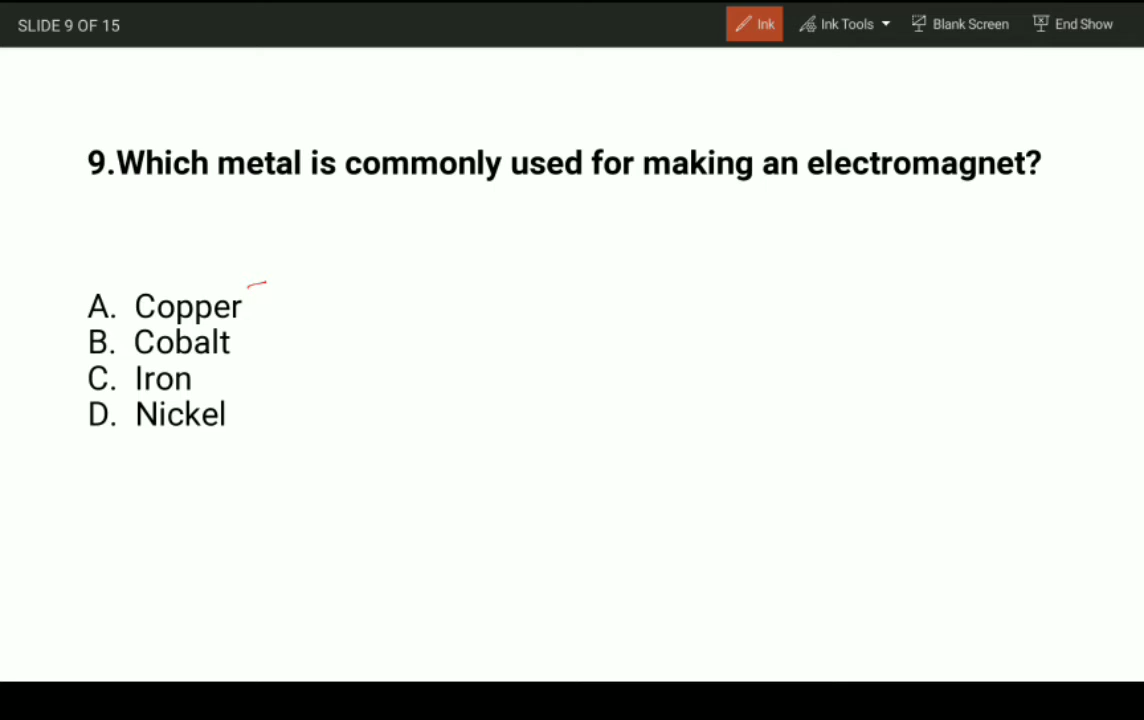 SLIDE 9 OF 15 Ink Ink Tools Blank Screen End Show
9.Which metal is commonly used for making an electromagnet?
A. Copper
B. Cobalt
C. Iron
D. Nickel